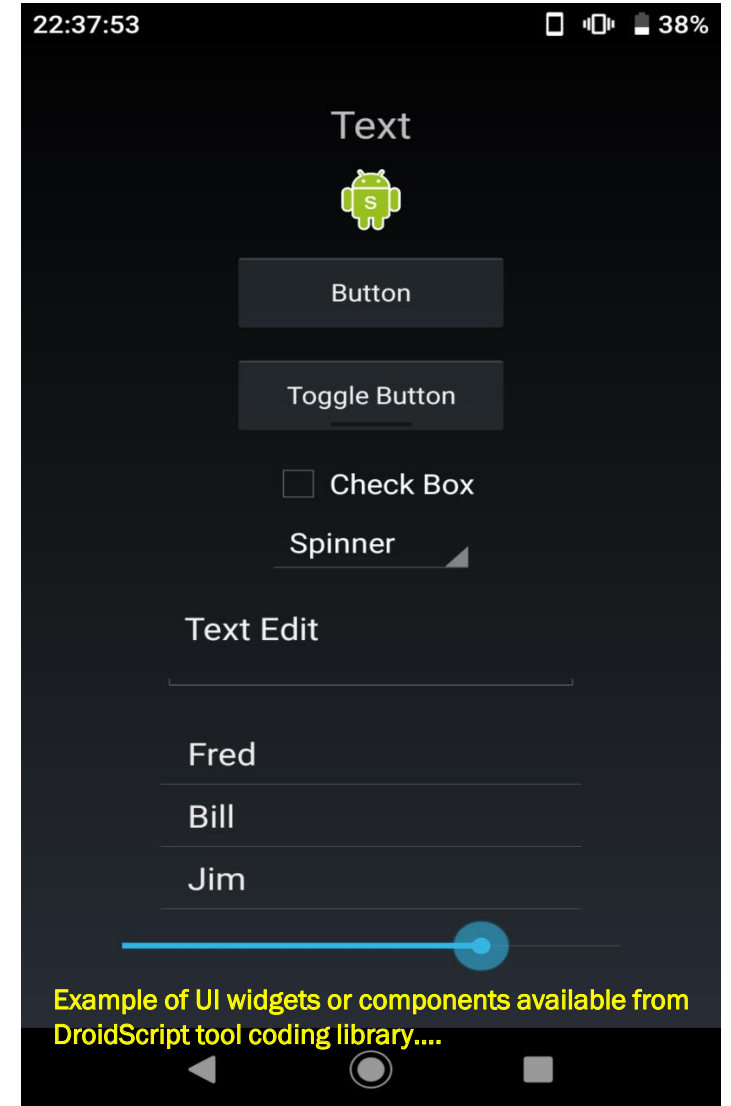 22:37:53 38%
Text
S
Button
Toggle Button
Check Box
Spinner
Text Edit
Fred
Bill
Jim
Example of UI widgets or components available from
DroidScript tool coding library....